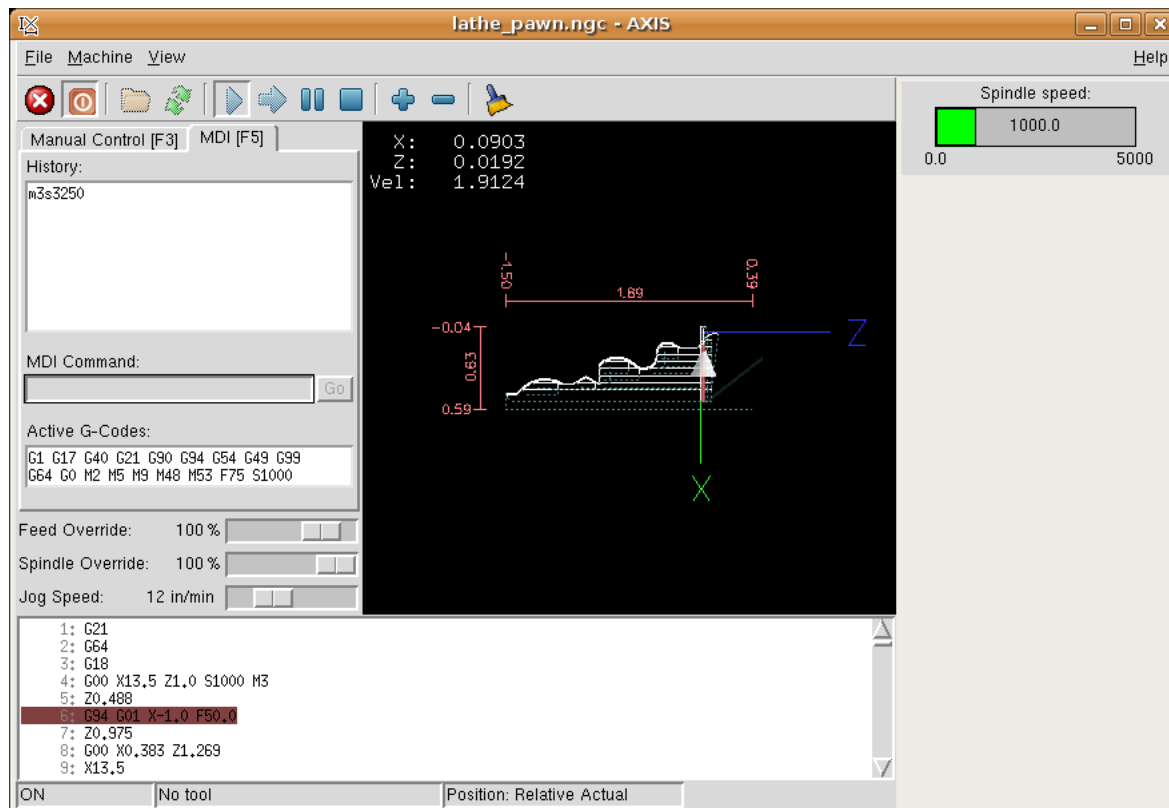 lathe_pawn.ngc - AXIS
File Machine View Help
Manual Control [F3] MDI [F5]
History:
m3s3250
MDI Command:
Go
Active G-Codes:
G1 G17 G40 G21 G90 G94 G54 G49 G99
G64 G0 M2 M5 M9 M48 M53 F75 S1000
Feed Override: 100 %
Spindle Override: 100 %
Jog Speed: 12 in/min
X: 0.0903
Z: 0.0192
Vel: 1.9124
-1.50
0.39
1.89
-0.04
0.63
0.59
Z
X
Spindle speed:
1000.0
0.0 5000
1: G21
2: G64
3: G18
4: G00 X13.5 Z1.0 S1000 M3
5: Z0.488
6: G94 G01 X-1.0 F50.0
7: Z0.975
8: G00 X0.383 Z1.269
9: X13.5
ON No tool Position: Relative Actual